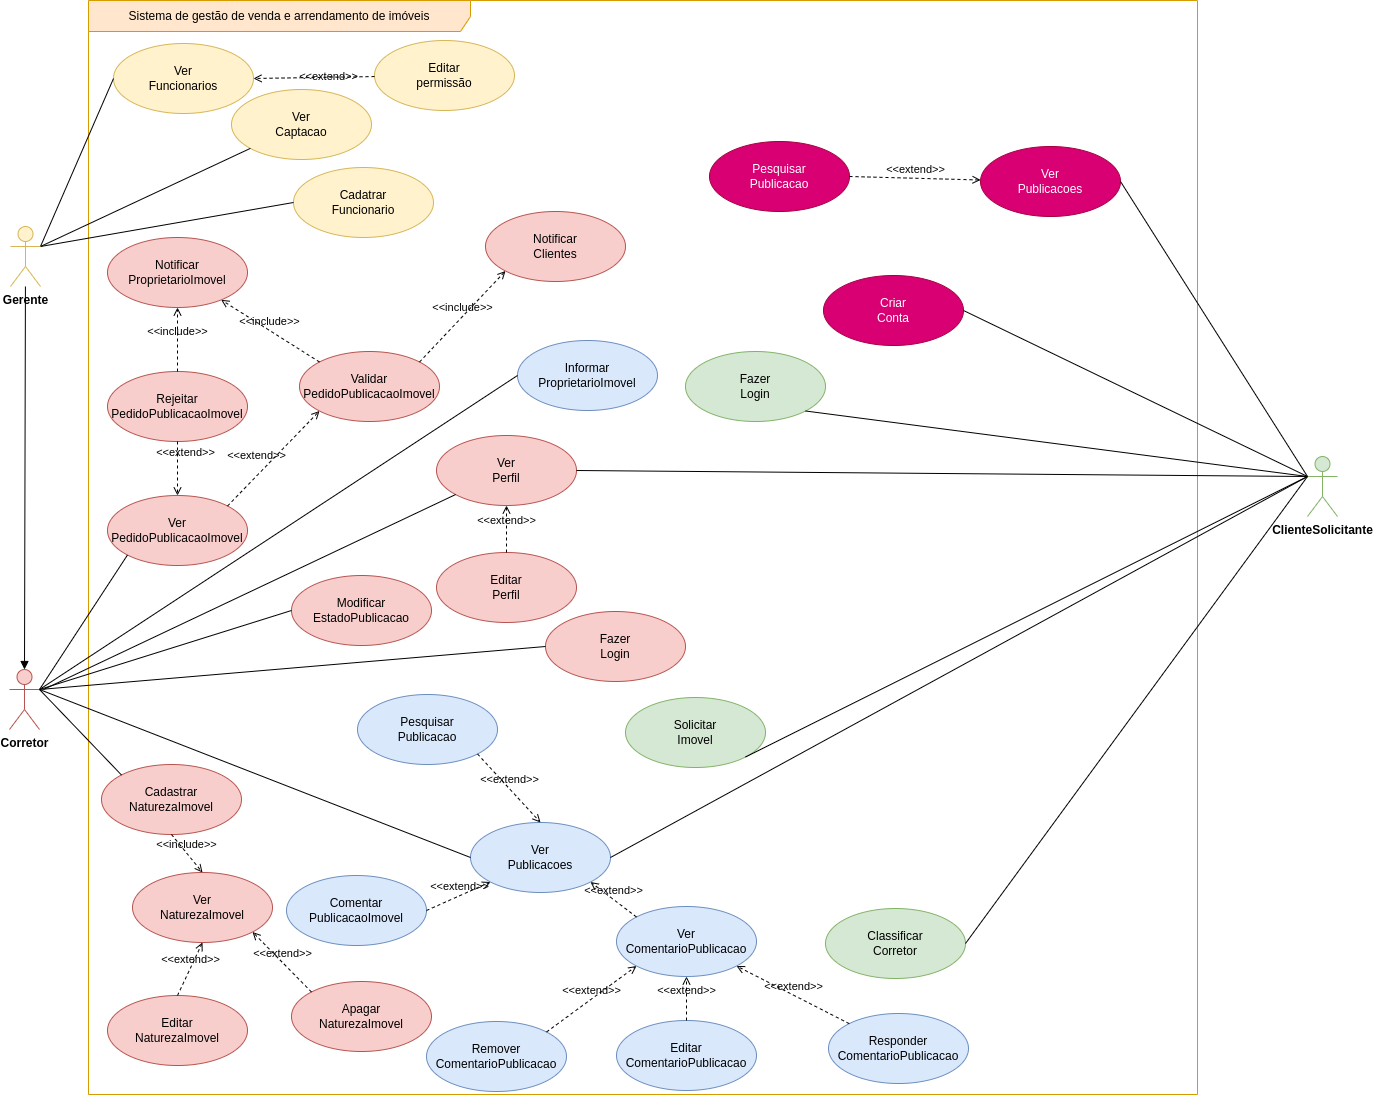 Sistema de gestão de venda e arrendamento de imóveis
Ver
Funcionarios
<<extend>>
Editar
permissão
Ver
Captacao
Cadatrar
Funcionario
Pesquisar
Publicacao
<<extend>>
Ver
Publicacoes
Gerente
Notificar
ProprietarioImovel
Notificar
Clientes
<<include>>
<<include>>
<<include>>
Criar
Conta
Rejeitar
PedidoPublicacaoImovel
Validar
PedidoPublicacaoImovel
Informar
ProprietarioImovel
Fazer
Login
<<extend>>
<<extend>>
Ver
Perfil
Ver
PedidoPublicacaoImovel
<<extend>>
ClienteSolicitante
Editar
Perfil
Modificar
EstadoPublicacao
Fazer
Login
Corretor
Pesquisar
Publicacao
Solicitar
Imovel
<<extend>>
Cadastrar
NaturezaImovel
<<include>>
Ver
Publicacoes
Ver
NaturezaImovel
Comentar
PublicacaoImovel
<<extend>>
<<extend>>
Ver
ComentarioPublicacao
Classificar
Corretor
<<extend>>
<<extend>>
<<extend>>
<<extend>>
<<extend>>
Editar
NaturezaImovel
Apagar
NaturezaImovel
Remover
ComentarioPublicacao
Editar
ComentarioPublicacao
Responder
ComentarioPublicacao